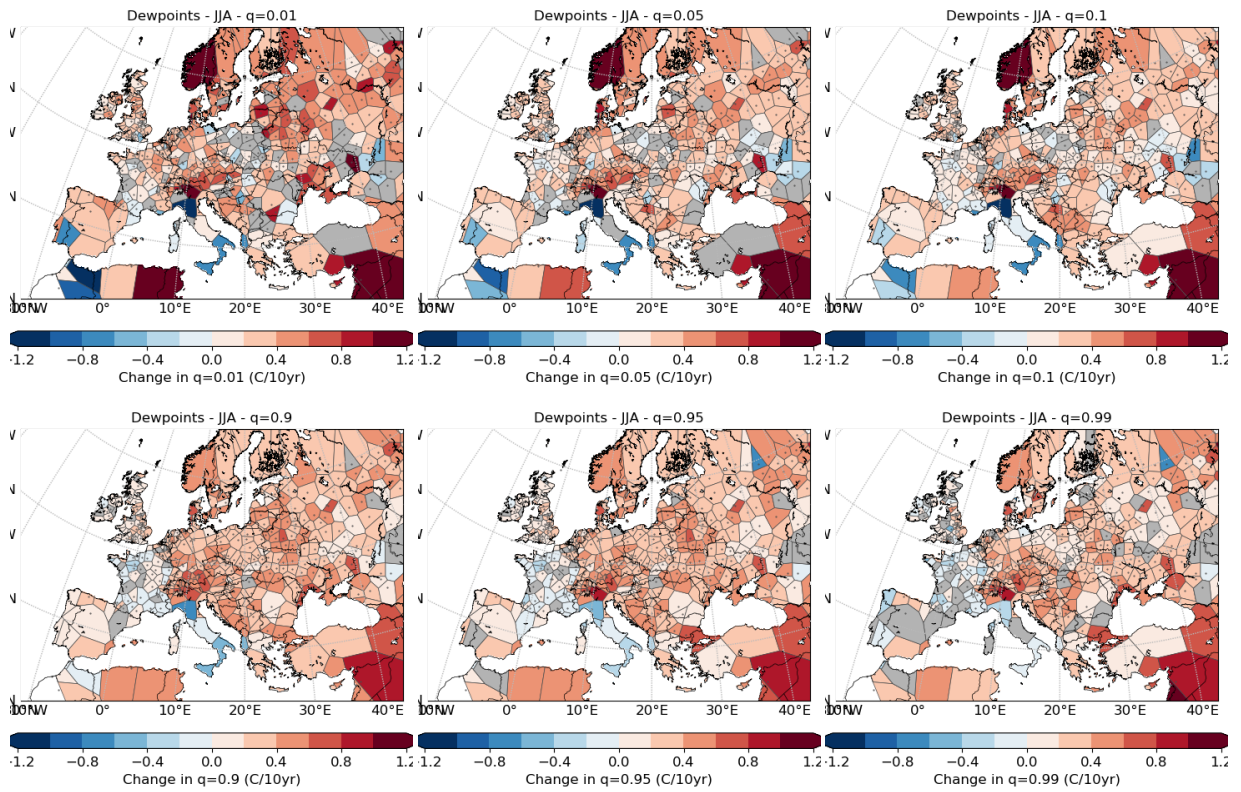 Dewpoints - JJA - q=0.01 Dewpoints - JJA - q=0.05 Dewpoints - JJA - q=0.1
W W W
N N N
W W W
N N N
N N N
0° 10°E 20°E 30°E 40°E 0° 10°E 20°E 30°E 40°E 0° 10°E 20°E 30°E 40°E
-1.2 −0.8 −0.4 0.0 0.4 0.8 1.2 -1.2 −0.8 −0.4 0.0 0.4 0.8 1.2 -1.2 −0.8 −0.4 0.0 0.4 0.8 1.2
Change in q=0.01 (C/10yr) Change in q=0.05 (C/10yr) Change in q=0.1 (C/10yr)
Dewpoints - JJA - q=0.9 Dewpoints - JJA - q=0.95 Dewpoints - JJA - q=0.99
W W W
N N N
W W W
N N N
N N N
0° 10°E 20°E 30°E 40°E 0° 10°E 20°E 30°E 40°E 0° 10°E 20°E 30°E 40°E
-1.2 −0.8 −0.4 0.0 0.4 0.8 1.2 -1.2 −0.8 −0.4 0.0 0.4 0.8 1.2 -1.2 −0.8 −0.4 0.0 0.4 0.8 1.2
Change in q=0.9 (C/10yr) Change in q=0.95 (C/10yr) Change in q=0.99 (C/10yr)